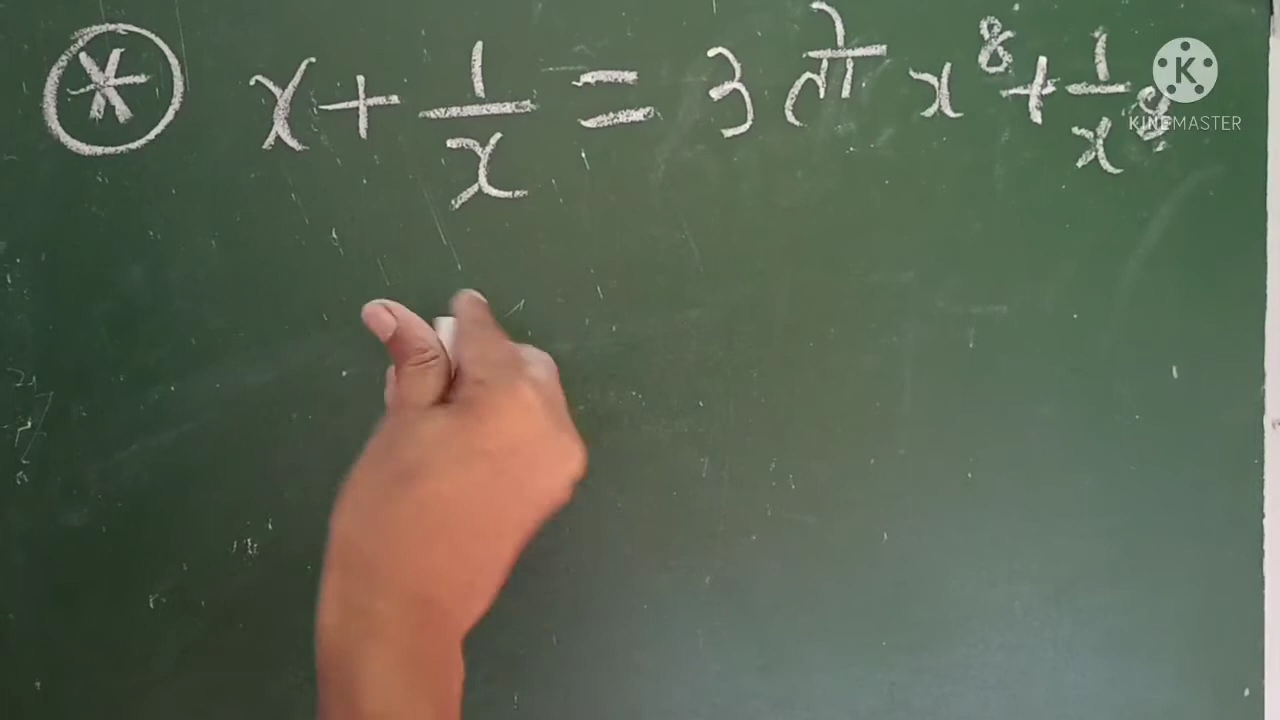 * x + 1/x = 3 तो x⁸ + 1/x⁸
K
KINEMASTER